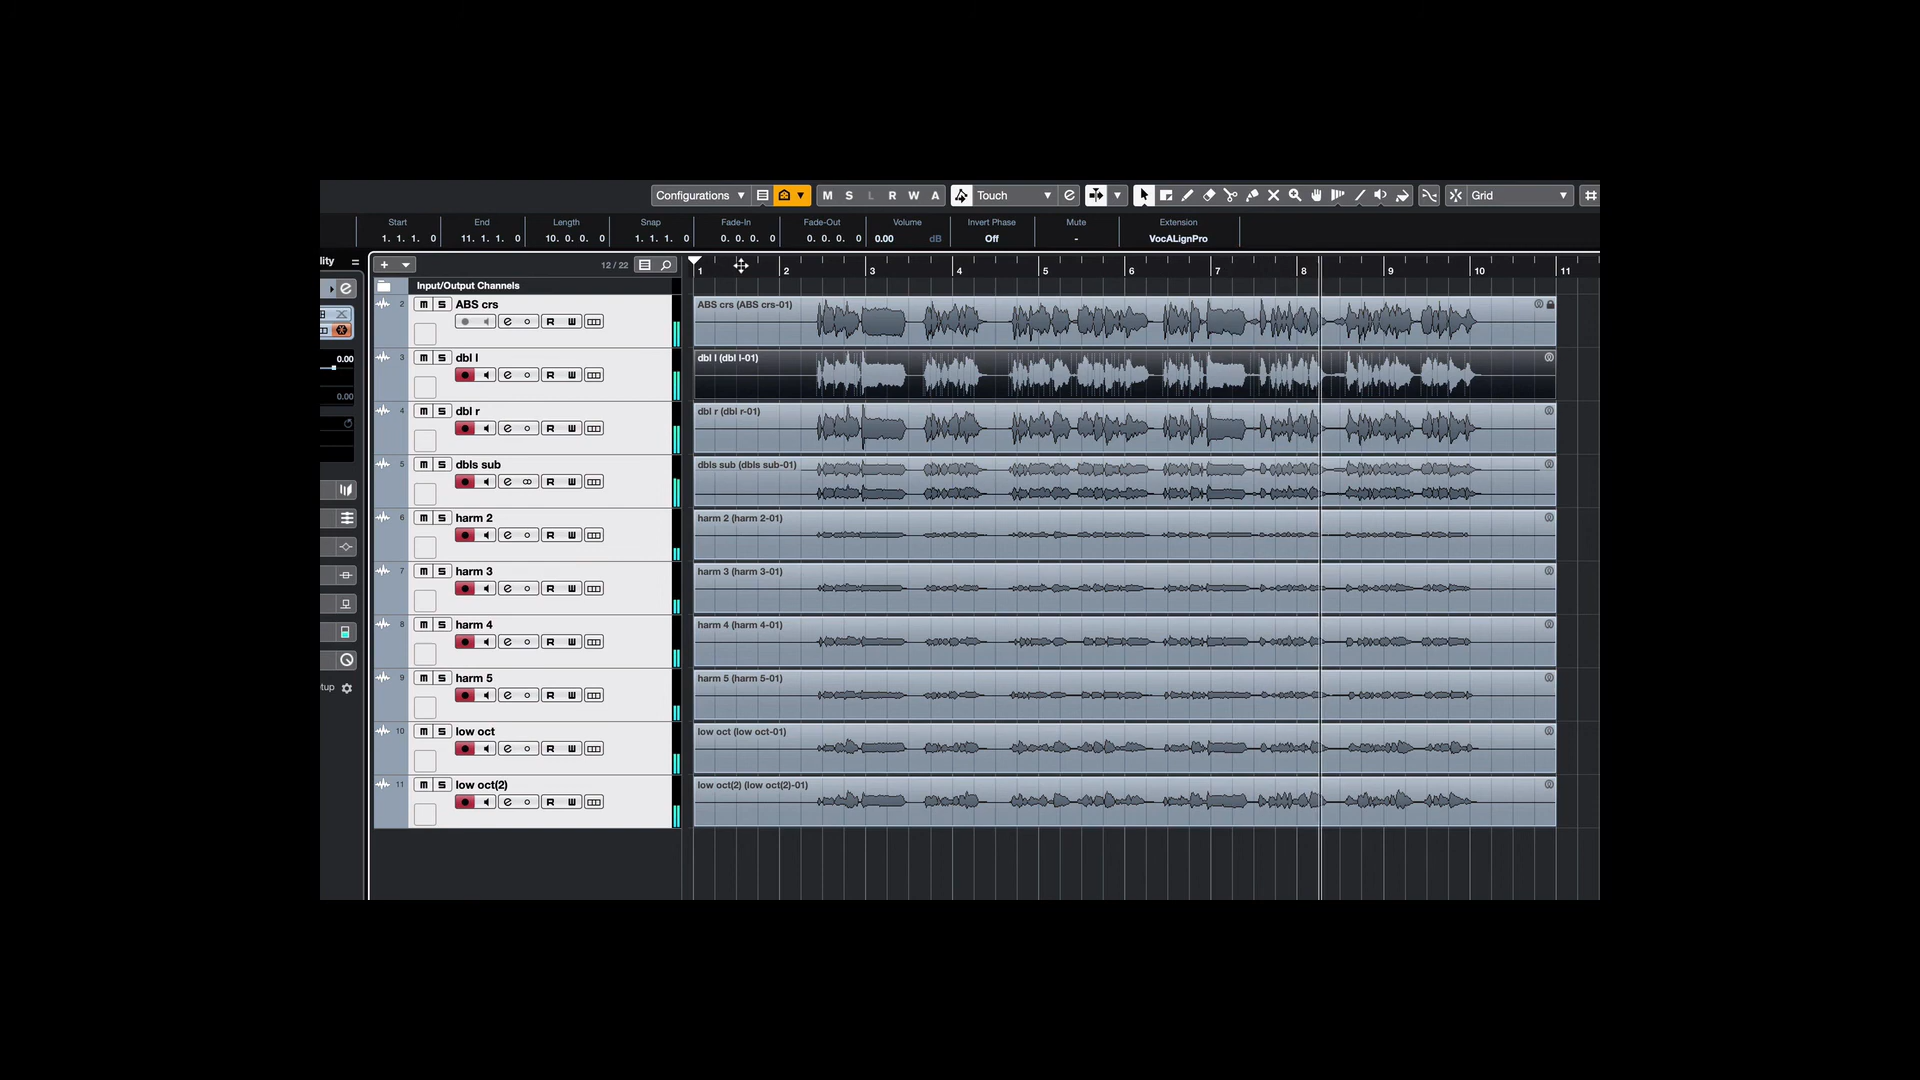 Configurations M S L R W A Touch Grid
Start End Length Snap Fade-In Fade-Out Volume Invert Phase Mute Extension
1. 1. 1. 0 11. 1. 1. 0 10. 0. 0. 0 1. 1. 1. 0 0. 0. 0. 0 0. 0. 0. 0 0.00 dB Off - VocALignPro
lity
12 / 22
1 2 3 4 5 6 7 8 9 10 11
Input/Output Channels
2 m S ABS crs
R W
ABS crs (ABS crs-01)
3 m S dbl l
R W
dbl l (dbl l-01)
0.00
0.00
4 m S dbl r
R W
dbl r (dbl r-01)
5 m S dbls sub
R W
dbls sub (dbls sub-01)
6 m S harm 2
R W
harm 2 (harm 2-01)
7 m S harm 3
R W
harm 3 (harm 3-01)
8 m S harm 4
R W
harm 4 (harm 4-01)
9 m S harm 5
R W
harm 5 (harm 5-01)
tup
10 m S low oct
R W
low oct (low oct-01)
11 m S low oct(2)
R W
low oct(2) (low oct(2)-01)